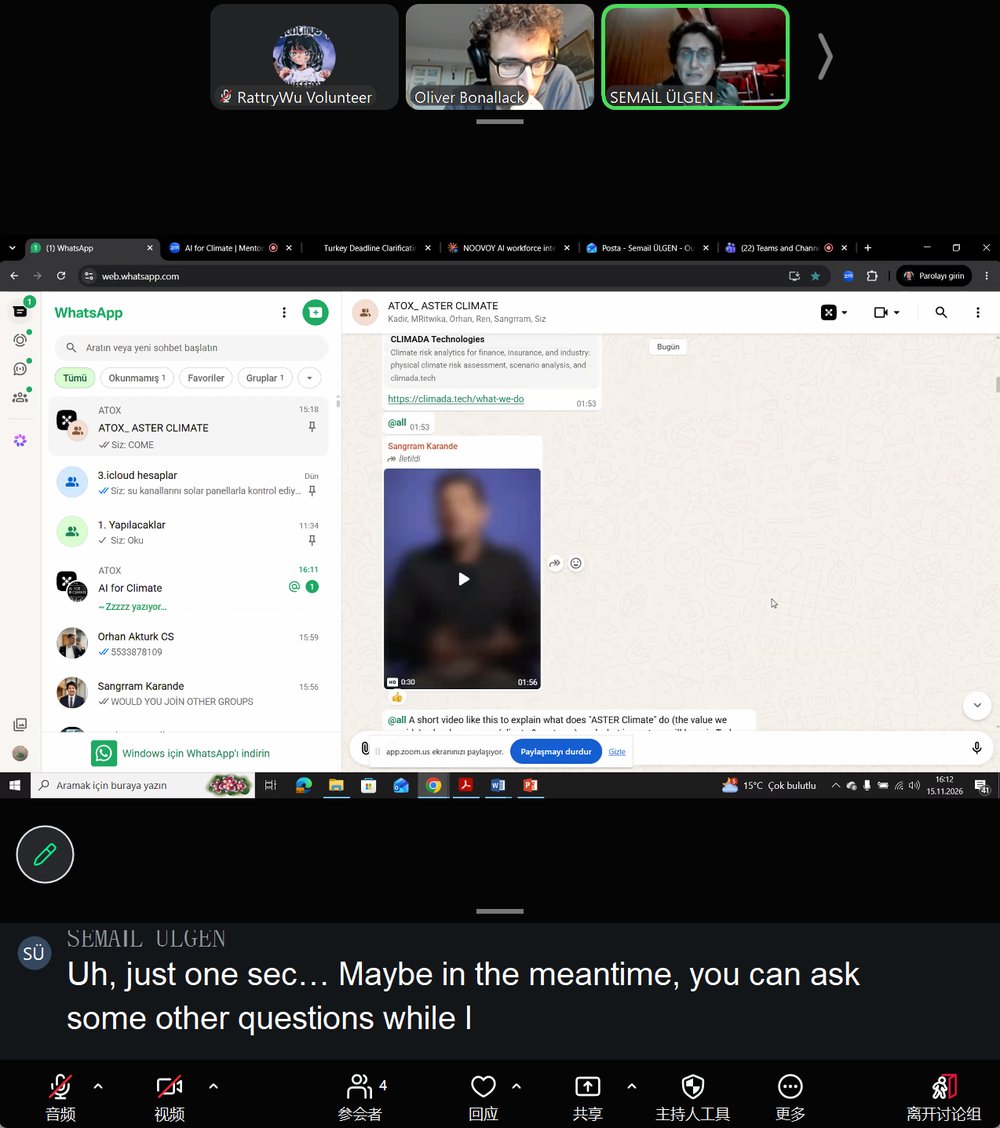 RattryWu Volunteer
Oliver Bonallack
SEMAİL ÜLGEN
(1) WhatsApp
AI for Climate | Mento
Turkey Deadline Clarificatio
NOOVOY AI workforce inte
Posta - Semail ÜLGEN - Ou
(22) Teams and Chann
web.whatsapp.com
Parolayı girin
1
WhatsApp
Aratın veya yeni sohbet başlatın
Tümü
Okunmamış 1
Favoriler
Gruplar 1
ATOX
15:18
ATOX_ ASTER CLIMATE
Siz: COME
3.icloud hesaplar
Dün
Siz: su kanallarını solar panellarla kontrol ediy...
1. Yapılacaklar
11:34
Siz: Oku
ATOX
16:11
AI for Climate
@ 1
~ Zzzzz yazıyor...
Orhan Akturk CS
15:59
5533878109
Sangrram Karande
15:56
WOULD YOU JOİN OTHER GROUPS
Windows için WhatsApp'ı indirin
ATOX_ ASTER CLIMATE
Kadir, MRitwika, Orhan, Ren, Sangrram, Siz
Bugün
CLIMADA Technologies
Climate risk analytics for finance, insurance, and industry:
physical climate risk assessment, scenario analysis, and
climada.tech
https://climada.tech/what-we-do
01:53
@all 01:53
Sangrram Karande
İletildi
HD 0:30
01:56
@all A short video like this to explain what does "ASTER Climate" do (the value we
app.zoom.us ekranınızı paylaşıyor.
Paylaşmayı durdur
Gizle
Aramak için buraya yazın
15°C Çok bulutlu
16:12
15.11.2026
41
SÜ
SEMAIL ULGEN
Uh, just one sec... Maybe in the meantime, you can ask
some other questions while I
音频
视频
4
参会者
回应
共享
主持人工具
更多
离开讨论组